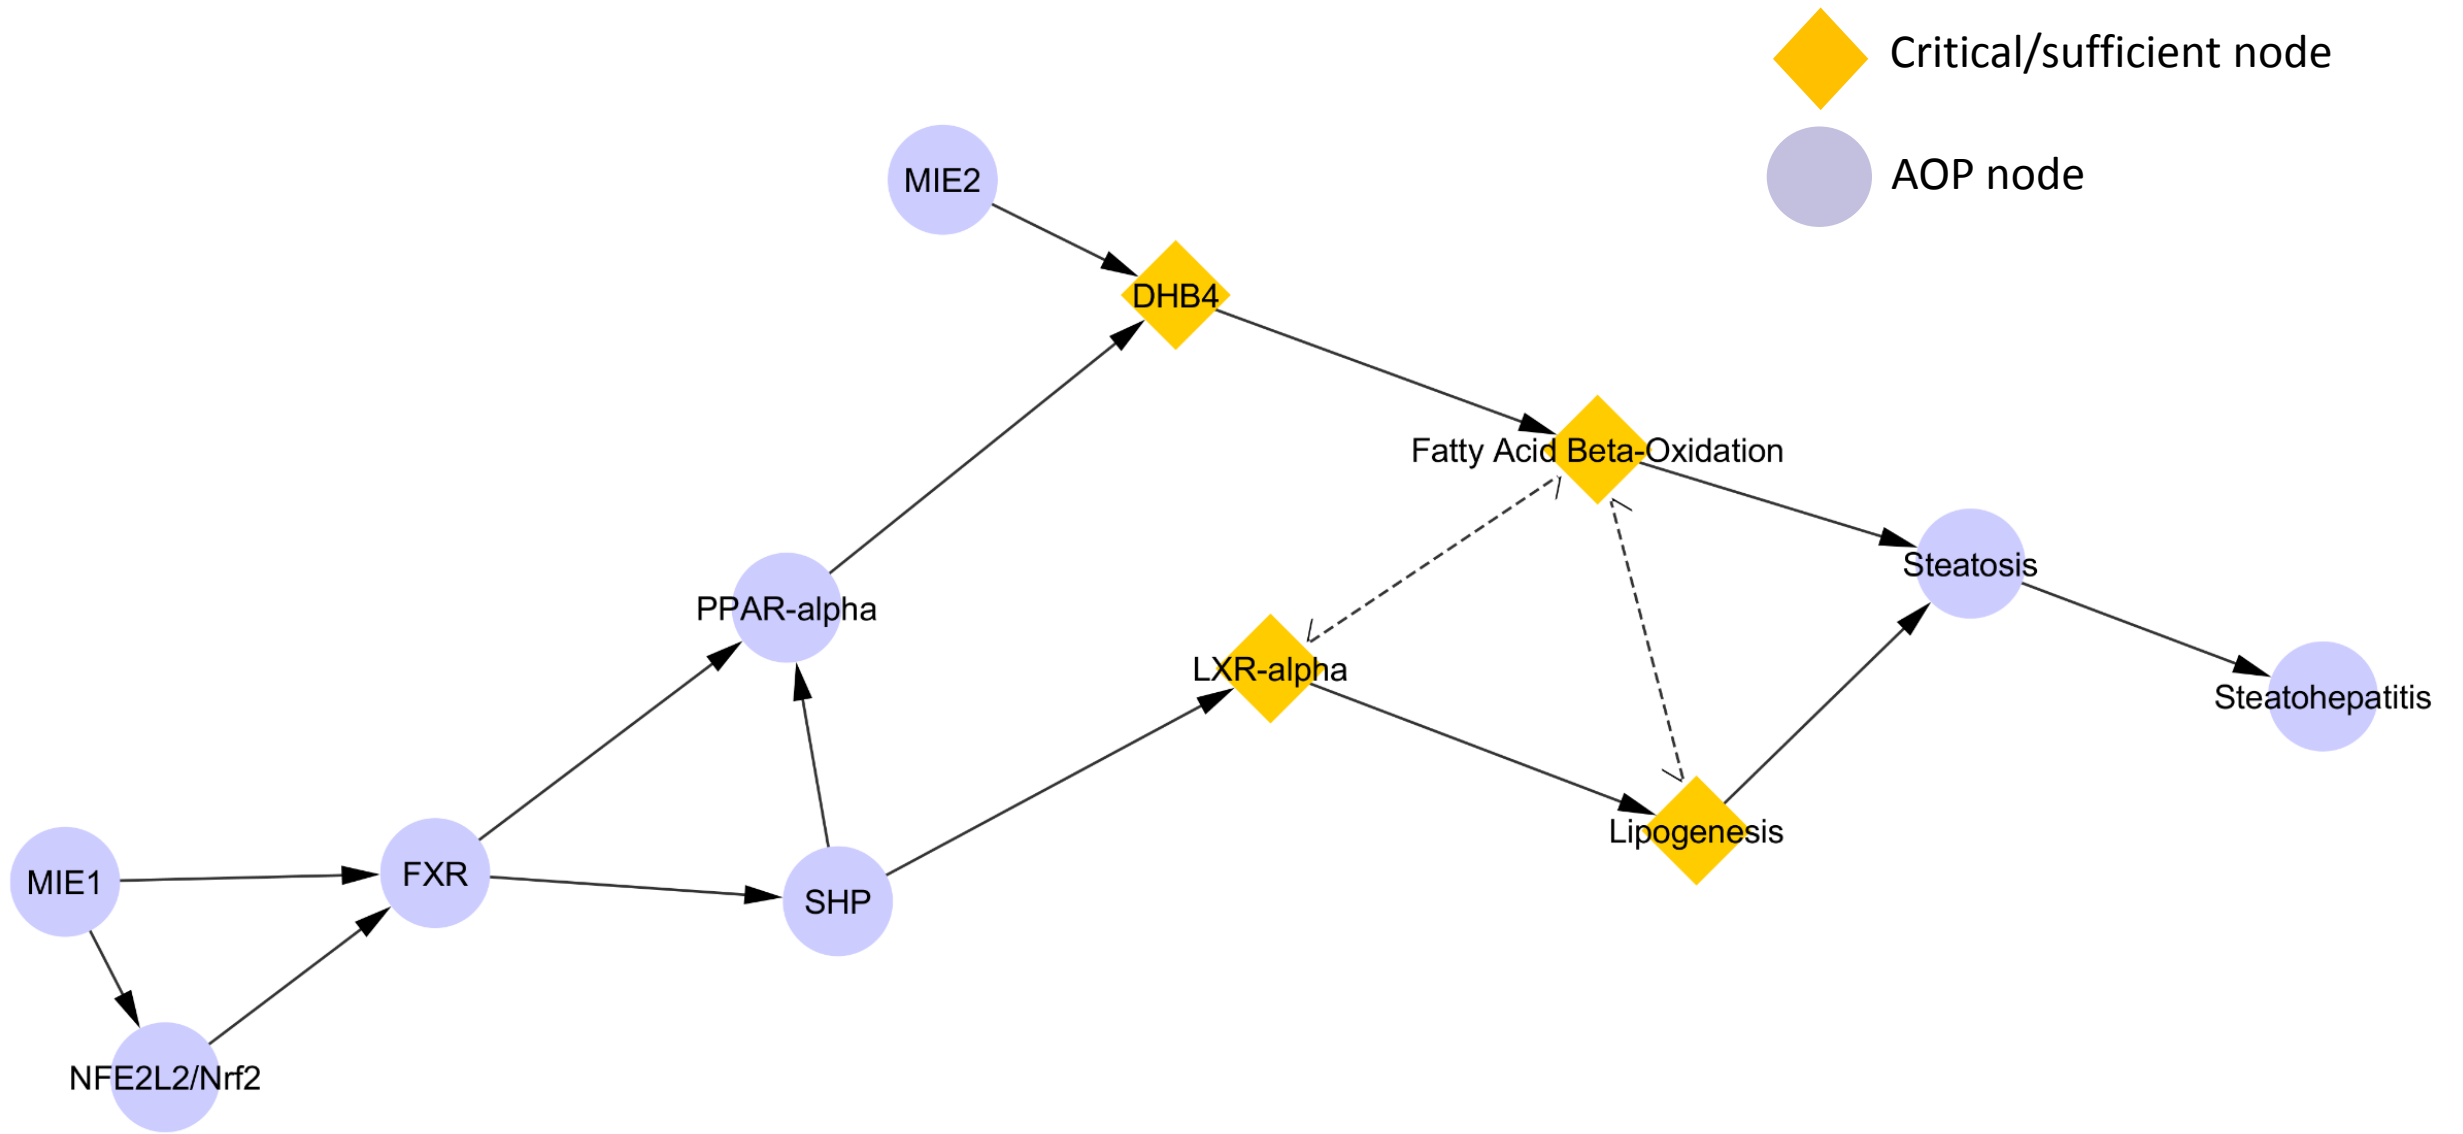 Critical/sufficient node
AOP node
MIE2
DHB4
Fatty Acid Beta-Oxidation
Steatosis
PPAR-alpha
LXR-alpha
Steatohepatitis
Lipogenesis
MIE1
FXR
SHP
NFE2L2/Nrf2